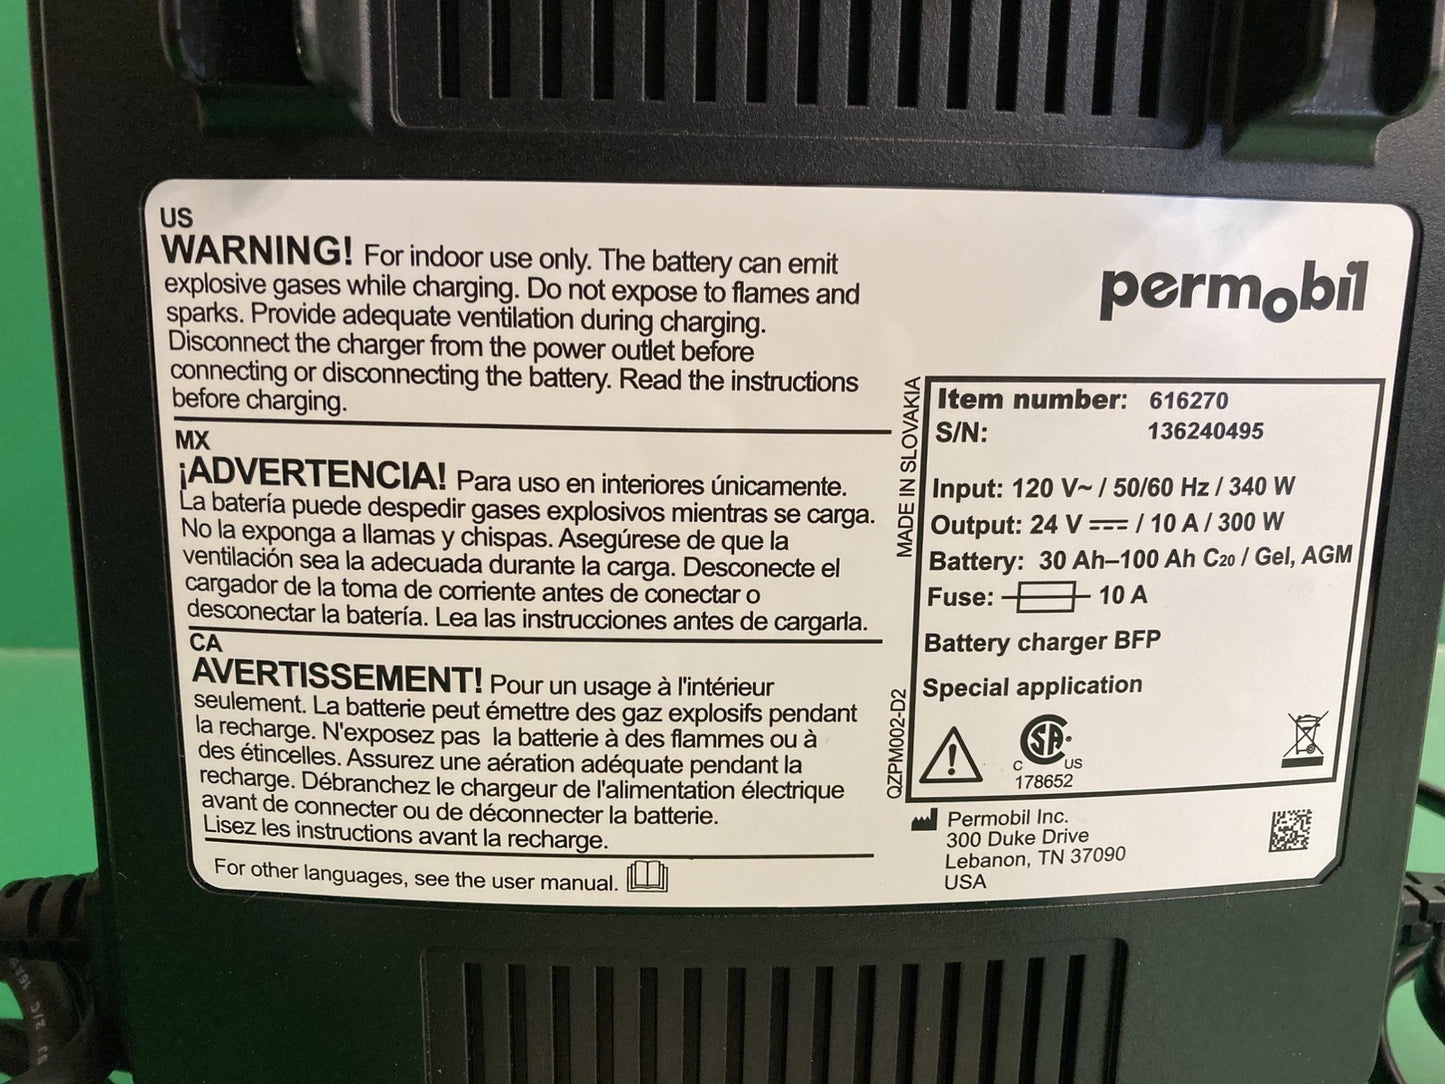 US
WARNING! For indoor use only. The battery can emit
explosive gases while charging. Do not expose to flames and
sparks. Provide adequate ventilation during charging.
Disconnect the charger from the power outlet before
connecting or disconnecting the battery. Read the instructions
before charging.
MX
¡ADVERTENCIA! Para uso en interiores únicamente.
La batería puede despedir gases explosivos mientras se carga.
No la exponga a llamas y chispas. Asegúrese de que la
ventilación sea la adecuada durante la carga. Desconecte el
cargador de la toma de corriente antes de conectar o
desconectar la batería. Lea las instrucciones antes de cargarla.
CA
AVERTISSEMENT! Pour un usage à l'intérieur
seulement. La batterie peut émettre des gaz explosifs pendant
la recharge. N'exposez pas la batterie à des flammes ou à
des étincelles. Assurez une aération adéquate pendant la
recharge. Débranchez le chargeur de l'alimentation électrique
avant de connecter ou de déconnecter la batterie.
Lisez les instructions avant la recharge.
For other languages, see the user manual.
permobil
MADE IN SLOVAKIA
QZPM002-D2
Item number: 616270
S/N: 136240495
Input: 120 V~ / 50/60 Hz / 340 W
Output: 24 V ⎓ / 10 A / 300 W
Battery: 30 Ah–100 Ah C20 / Gel, AGM
Fuse: 10 A
Battery charger BFP
Special application
C SA US
178652
Permobil Inc.
300 Duke Drive
Lebanon, TN 37090
USA